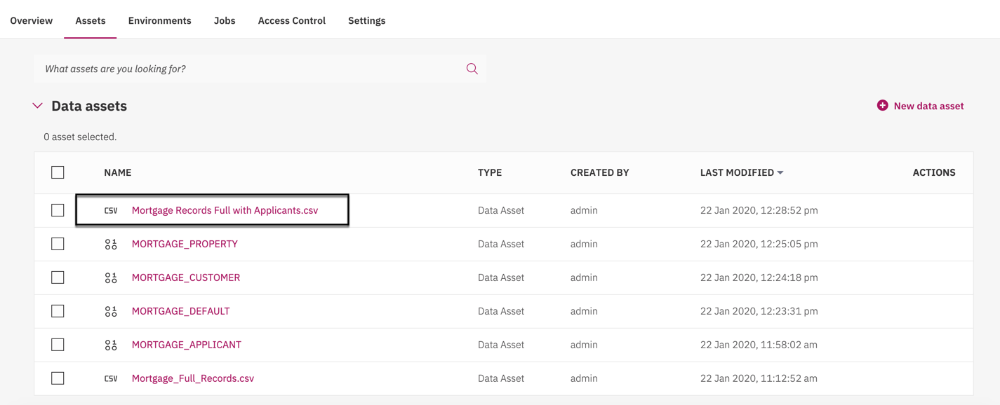 Overview Assets Environments Jobs Access Control Settings
What assets are you looking for?
Data assets New data asset
0 asset selected.
NAME TYPE CREATED BY LAST MODIFIED ACTIONS
CSV Mortgage Records Full with Applicants.csv Data Asset admin 22 Jan 2020, 12:28:52 pm
MORTGAGE_PROPERTY Data Asset admin 22 Jan 2020, 12:25:05 pm
MORTGAGE_CUSTOMER Data Asset admin 22 Jan 2020, 12:24:18 pm
MORTGAGE_DEFAULT Data Asset admin 22 Jan 2020, 12:23:31 pm
MORTGAGE_APPLICANT Data Asset admin 22 Jan 2020, 11:58:02 am
CSV Mortgage_Full_Records.csv Data Asset admin 22 Jan 2020, 11:12:52 am